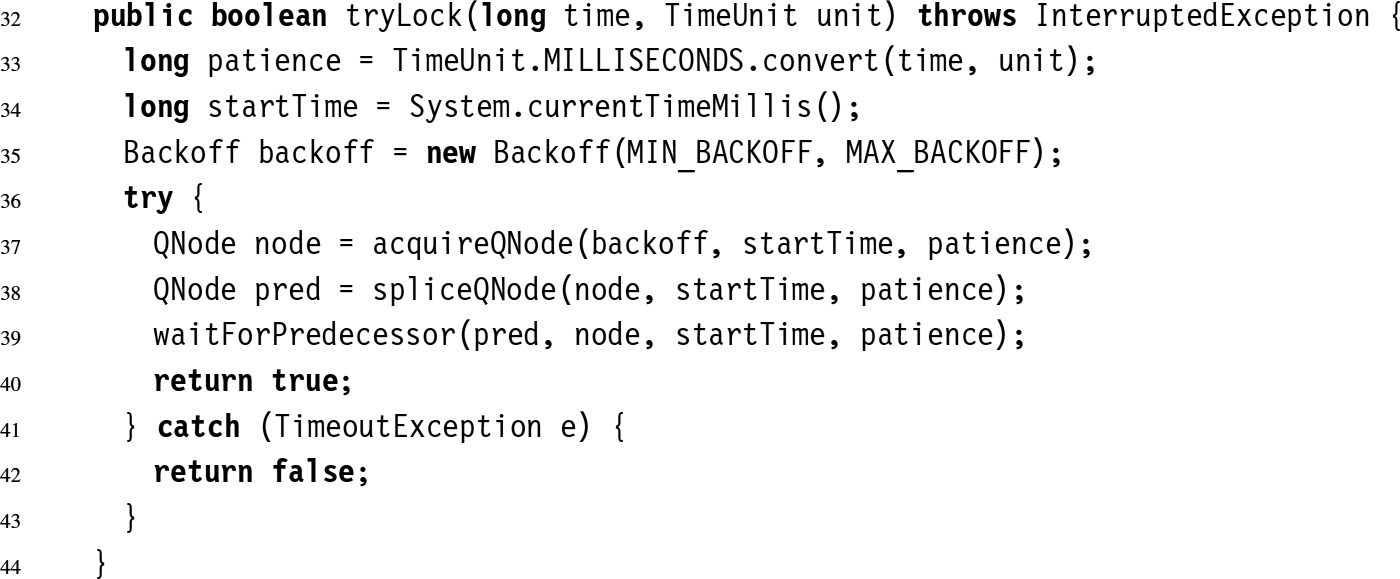 32 public boolean tryLock(long time, TimeUnit unit) throws InterruptedException {
33 long patience = TimeUnit.MILLISECONDS.convert(time, unit);
34 long startTime = System.currentTimeMillis();
35 Backoff backoff = new Backoff(MIN_BACKOFF, MAX_BACKOFF);
36 try {
37 QNode node = acquireQNode(backoff, startTime, patience);
38 QNode pred = spliceQNode(node, startTime, patience);
39 waitForPredecessor(pred, node, startTime, patience);
40 return true;
41 } catch (TimeoutException e) {
42 return false;
43 }
44 }